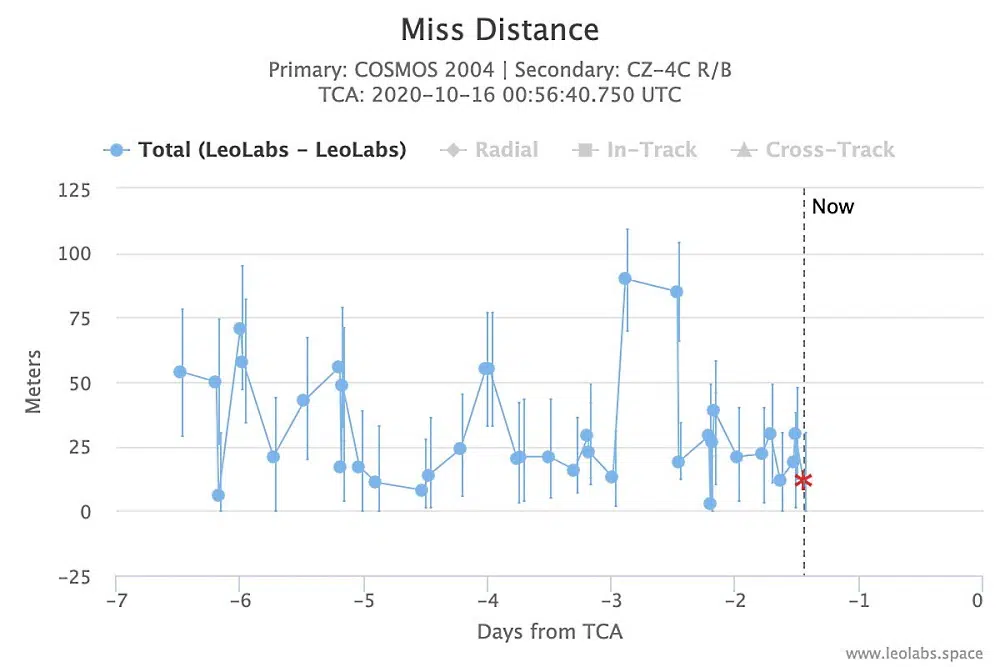 Miss Distance
Primary: COSMOS 2004 | Secondary: CZ-4C R/B
TCA: 2020-10-16 00:56:40.750 UTC
Total (LeoLabs - LeoLabs) Radial In-Track Cross-Track
125
Now
100
75
50
25
0
-25
Meters
-7 -6 -5 -4 -3 -2 -1 0
Days from TCA
www.leolabs.space